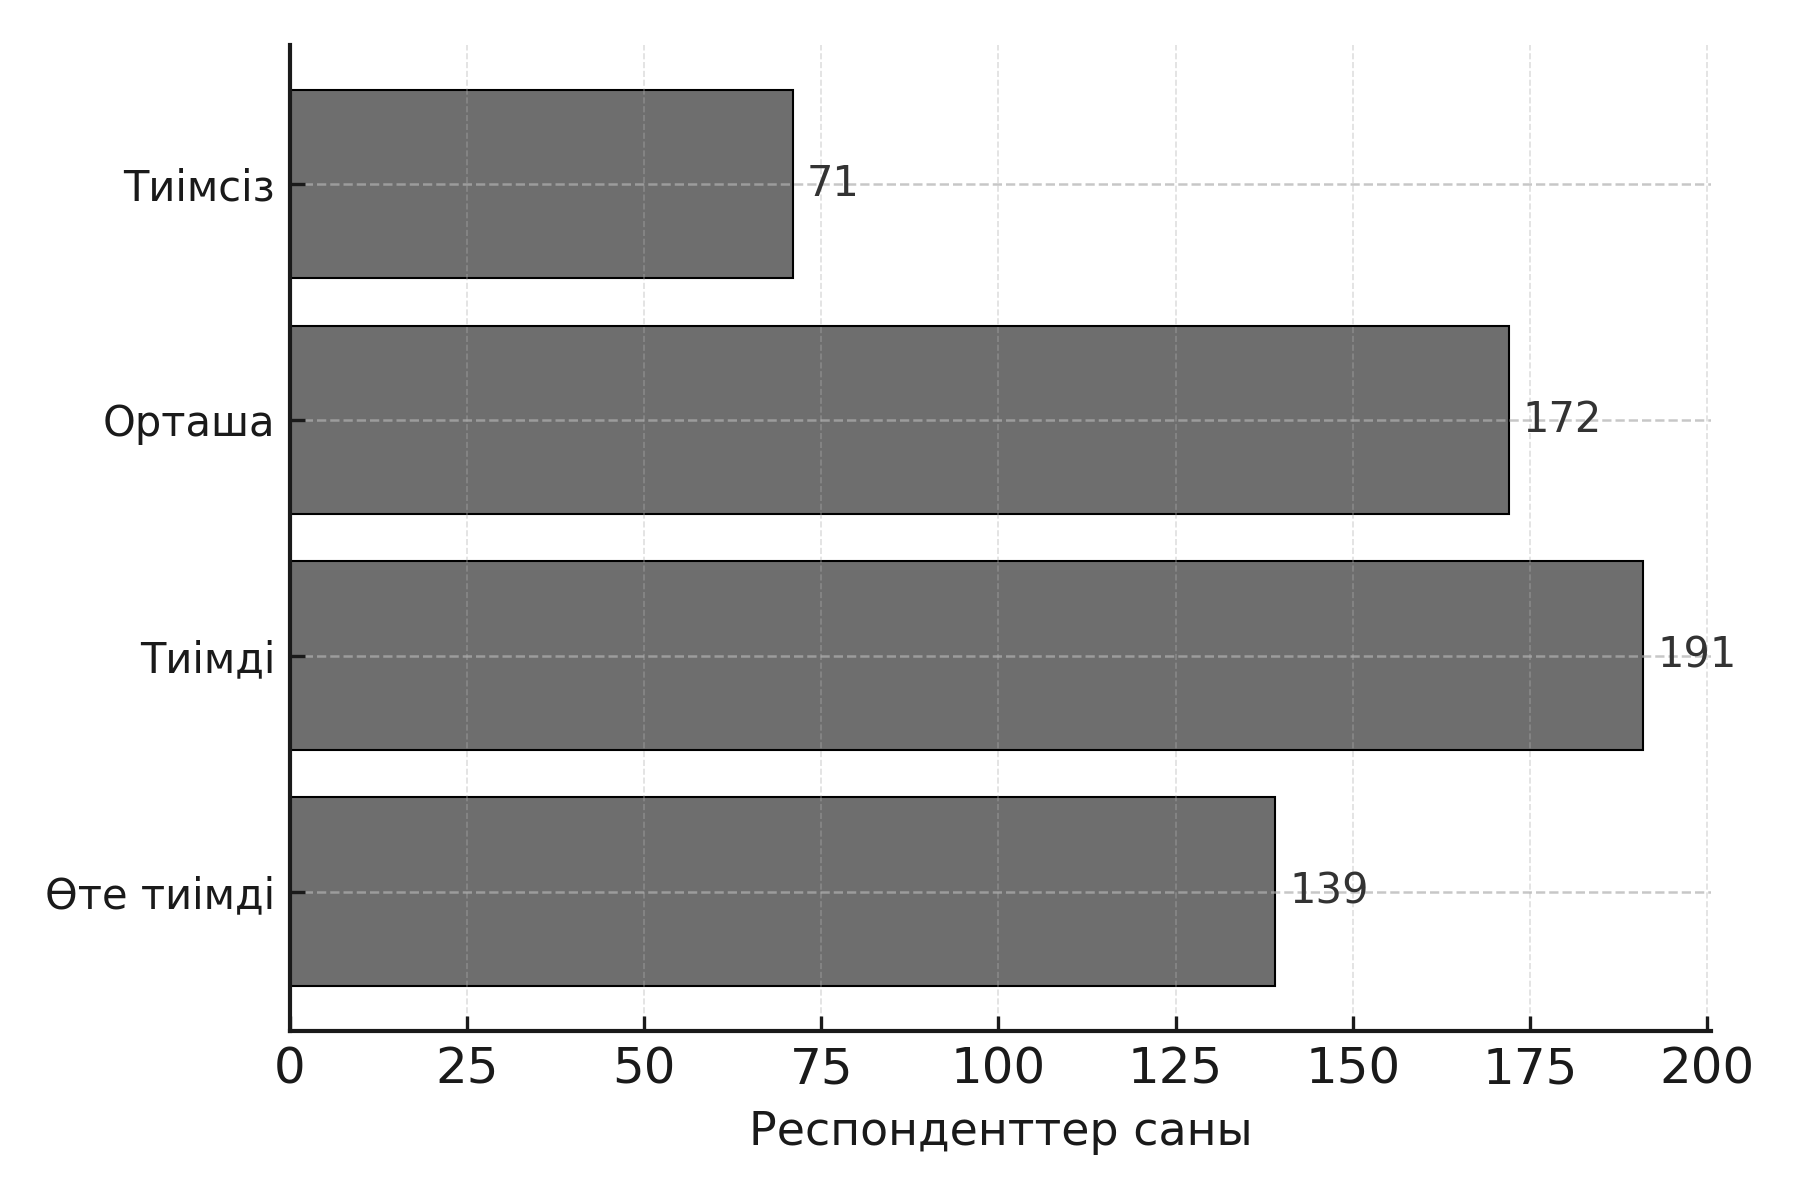 Тиімсіз
71
Орташа
172
Тиімді
191
Өте тиімді
139
0 25 50 75 100 125 150 175 200
Респонденттер саны